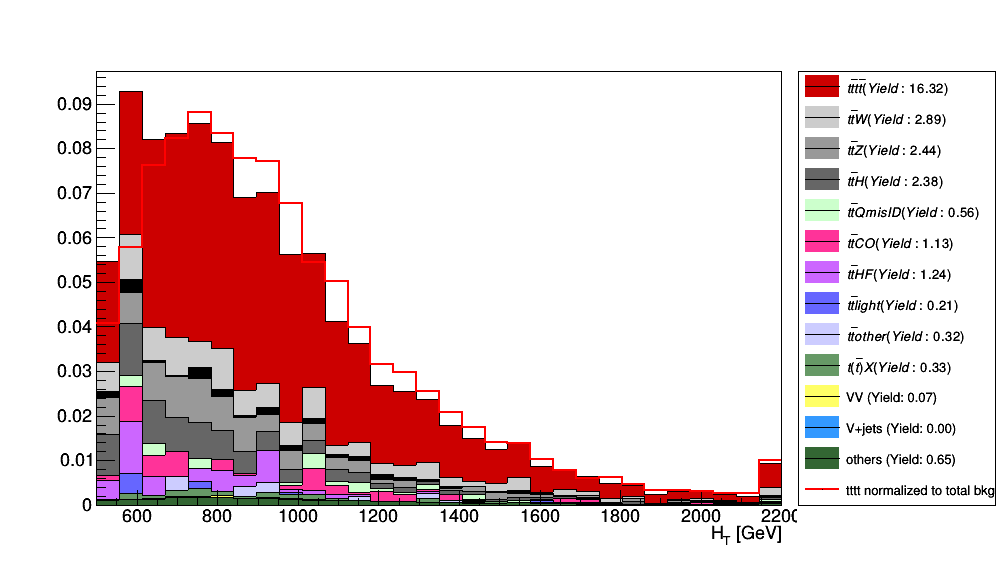 0.09
0.08
0.07
0.06
0.05
0.04
0.03
0.02
0.01
0
600 800 1000 1200 1400 1600 1800 2000 2200
H_T [GeV]
tt̄tt̄(Yield : 16.32)
tt̄W(Yield : 2.89)
tt̄Z(Yield : 2.44)
tt̄H(Yield : 2.38)
tt̄QmisID(Yield : 0.56)
tt̄CO(Yield : 1.13)
tt̄HF(Yield : 1.24)
tt̄light(Yield : 0.21)
tt̄other(Yield : 0.32)
t(t̄)X(Yield : 0.33)
VV (Yield: 0.07)
V+jets (Yield: 0.00)
others (Yield: 0.65)
tttt normalized to total bkg